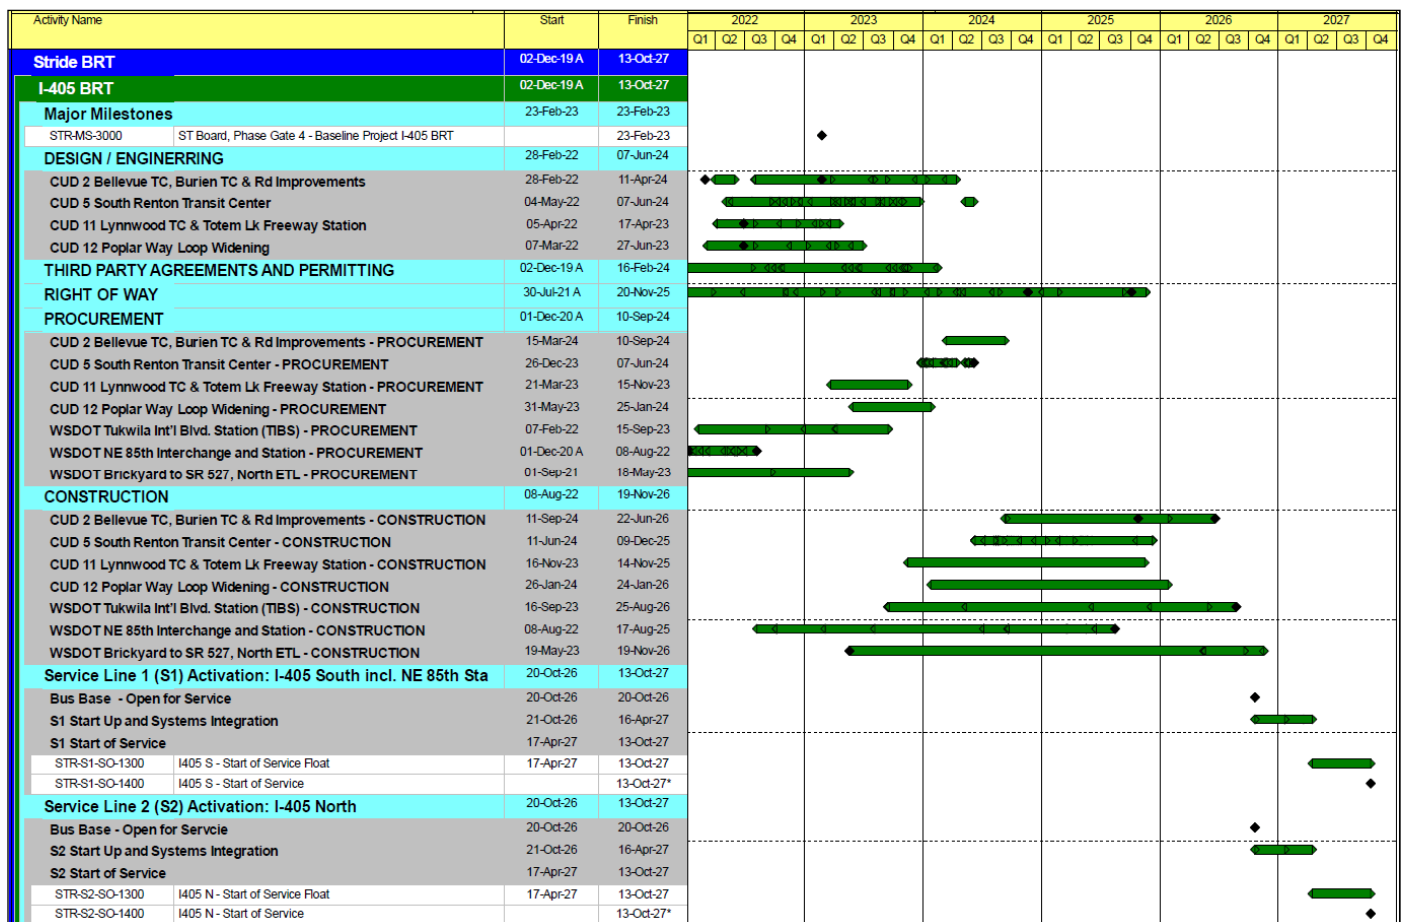 Activity Name Start Finish 2022 2023 2024 2025 2026 2027
Q1 Q2 Q3 Q4 Q1 Q2 Q3 Q4 Q1 Q2 Q3 Q4 Q1 Q2 Q3 Q4 Q1 Q2 Q3 Q4 Q1 Q2 Q3 Q4
Stride BRT 02-Dec-19 A 13-Oct-27
I-405 BRT 02-Dec-19 A 13-Oct-27
Major Milestones 23-Feb-23 23-Feb-23
STR-MS-3000 ST Board, Phase Gate 4 - Baseline Project I-405 BRT 23-Feb-23
DESIGN / ENGINERRING 28-Feb-22 07-Jun-24
CUD 2 Bellevue TC, Burien TC & Rd Improvements 28-Feb-22 11-Apr-24
CUD 5 South Renton Transit Center 04-May-22 07-Jun-24
CUD 11 Lynnwood TC & Totem Lk Freeway Station 05-Apr-22 17-Apr-23
CUD 12 Poplar Way Loop Widening 07-Mar-22 27-Jun-23
THIRD PARTY AGREEMENTS AND PERMITTING 02-Dec-19 A 16-Feb-24
RIGHT OF WAY 30-Jul-21 A 20-Nov-25
PROCUREMENT 01-Dec-20 A 10-Sep-24
CUD 2 Bellevue TC, Burien TC & Rd Improvements - PROCUREMENT 15-Mar-24 10-Sep-24
CUD 5 South Renton Transit Center - PROCUREMENT 26-Dec-23 07-Jun-24
CUD 11 Lynnwood TC & Totem Lk Freeway Station - PROCUREMENT 21-Mar-23 15-Nov-23
CUD 12 Poplar Way Loop Widening - PROCUREMENT 31-May-23 25-Jan-24
WSDOT Tukwila Int'l Blvd. Station (TIBS) - PROCUREMENT 07-Feb-22 15-Sep-23
WSDOT NE 85th Interchange and Station - PROCUREMENT 01-Dec-20 A 08-Aug-22
WSDOT Brickyard to SR 527, North ETL - PROCUREMENT 01-Sep-21 18-May-23
CONSTRUCTION 08-Aug-22 19-Nov-26
CUD 2 Bellevue TC, Burien TC & Rd Improvements - CONSTRUCTION 11-Sep-24 22-Jun-26
CUD 5 South Renton Transit Center - CONSTRUCTION 11-Jun-24 09-Dec-25
CUD 11 Lynnwood TC & Totem Lk Freeway Station - CONSTRUCTION 16-Nov-23 14-Nov-25
CUD 12 Poplar Way Loop Widening - CONSTRUCTION 26-Jan-24 24-Jan-26
WSDOT Tukwila Int'l Blvd. Station (TIBS) - CONSTRUCTION 16-Sep-23 25-Aug-26
WSDOT NE 85th Interchange and Station - CONSTRUCTION 08-Aug-22 17-Aug-25
WSDOT Brickyard to SR 527, North ETL - CONSTRUCTION 19-May-23 19-Nov-26
Service Line 1 (S1) Activation: I-405 South incl. NE 85th Sta 20-Oct-26 13-Oct-27
Bus Base - Open for Service 20-Oct-26 20-Oct-26
S1 Start Up and Systems Integration 21-Oct-26 16-Apr-27
S1 Start of Service 17-Apr-27 13-Oct-27
STR-S1-SO-1300 I405 S - Start of Service Float 17-Apr-27 13-Oct-27
STR-S1-SO-1400 I405 S - Start of Service 13-Oct-27*
Service Line 2 (S2) Activation: I-405 North 20-Oct-26 13-Oct-27
Bus Base - Open for Servcie 20-Oct-26 20-Oct-26
S2 Start Up and Systems Integration 21-Oct-26 16-Apr-27
S2 Start of Service 17-Apr-27 13-Oct-27
STR-S2-SO-1300 I405 N - Start of Service Float 17-Apr-27 13-Oct-27
STR-S2-SO-1400 I405 N - Start of Service 13-Oct-27*